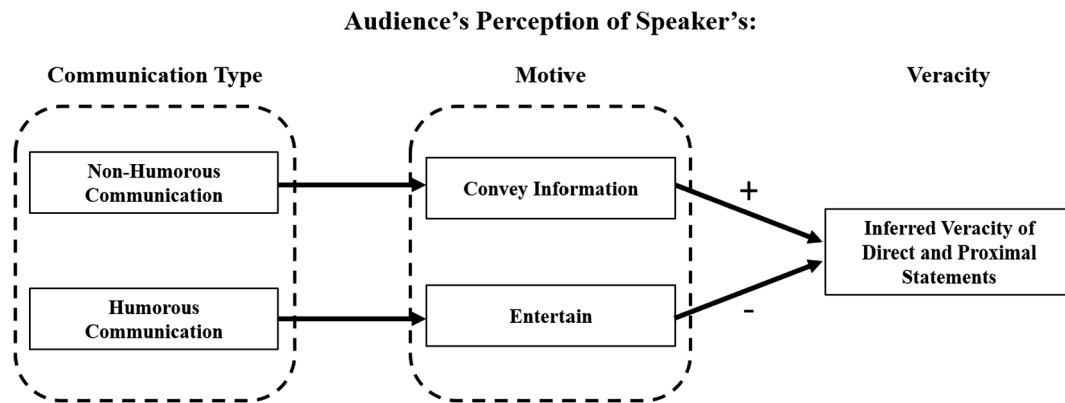 Audience's Perception of Speaker's:
Communication Type
Motive
Veracity
Non-Humorous
Communication
Convey Information
+
Inferred Veracity of
Direct and Proximal
Statements
Humorous
Communication
Entertain
-